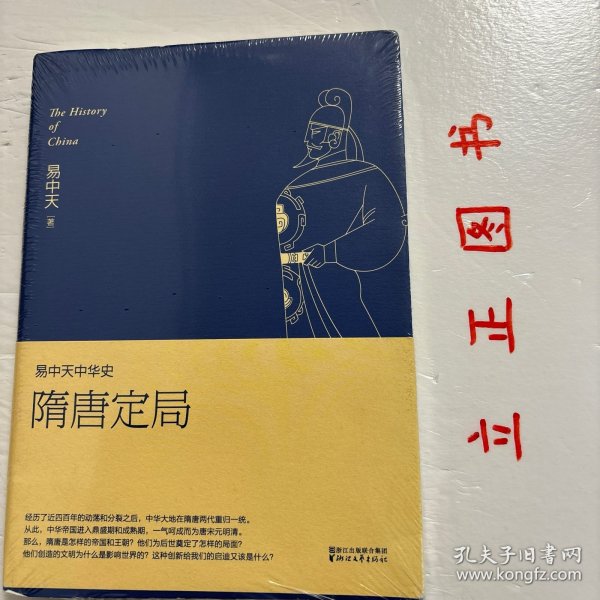 The History
of
China
易中天
著
易中天中华史
隋唐定局
经历了近四百年的动荡和分裂之后，中华大地在隋唐两代重归一统。
从此，中华帝国进入鼎盛期和成熟期，一气呵成而为唐宋元明清。
那么，隋唐是怎样的帝国和王朝？他们为后世奠定了怎样的局面？
他们创造的文明为什么是影响世界的？这种创新给我们的启迪又该是什么？
浙江出版联合集团
浙江文艺出版社
立正图书
孔夫子旧书网
www.kongfz.com